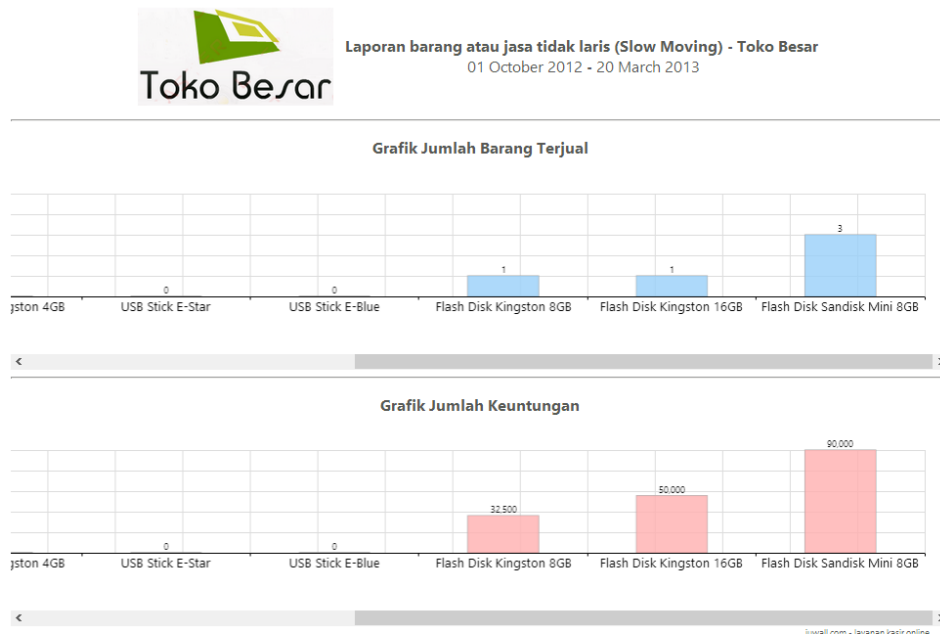 Toko Besar
Laporan barang atau jasa tidak laris (Slow Moving) - Toko Besar
01 October 2012 - 20 March 2013
Grafik Jumlah Barang Terjual
0
0
1
1
3
gston 4GB
USB Stick E-Star
USB Stick E-Blue
Flash Disk Kingston 8GB
Flash Disk Kingston 16GB
Flash Disk Sandisk Mini 8GB
Grafik Jumlah Keuntungan
0
0
32.500
50.000
90.000
gston 4GB
USB Stick E-Star
USB Stick E-Blue
Flash Disk Kingston 8GB
Flash Disk Kingston 16GB
Flash Disk Sandisk Mini 8GB
layanan kasir online